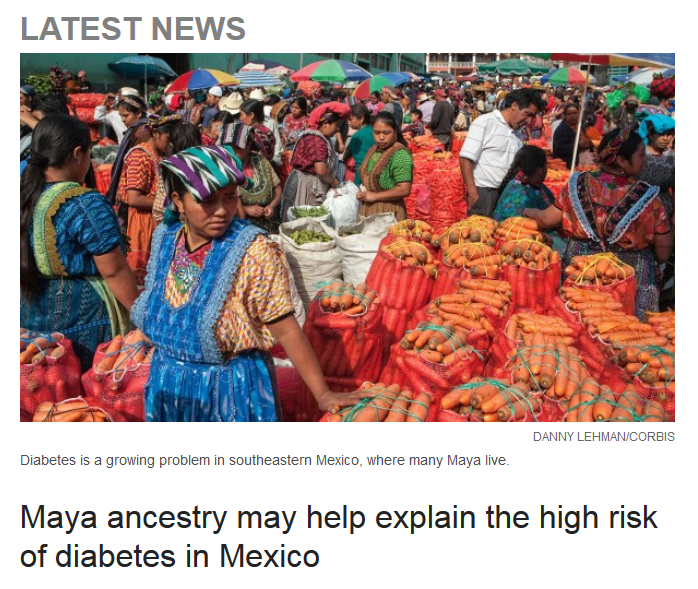 LATEST NEWS
DANNY LEHMAN/CORBIS
Diabetes is a growing problem in southeastern Mexico, where many Maya live.
Maya ancestry may help explain the high risk
of diabetes in Mexico